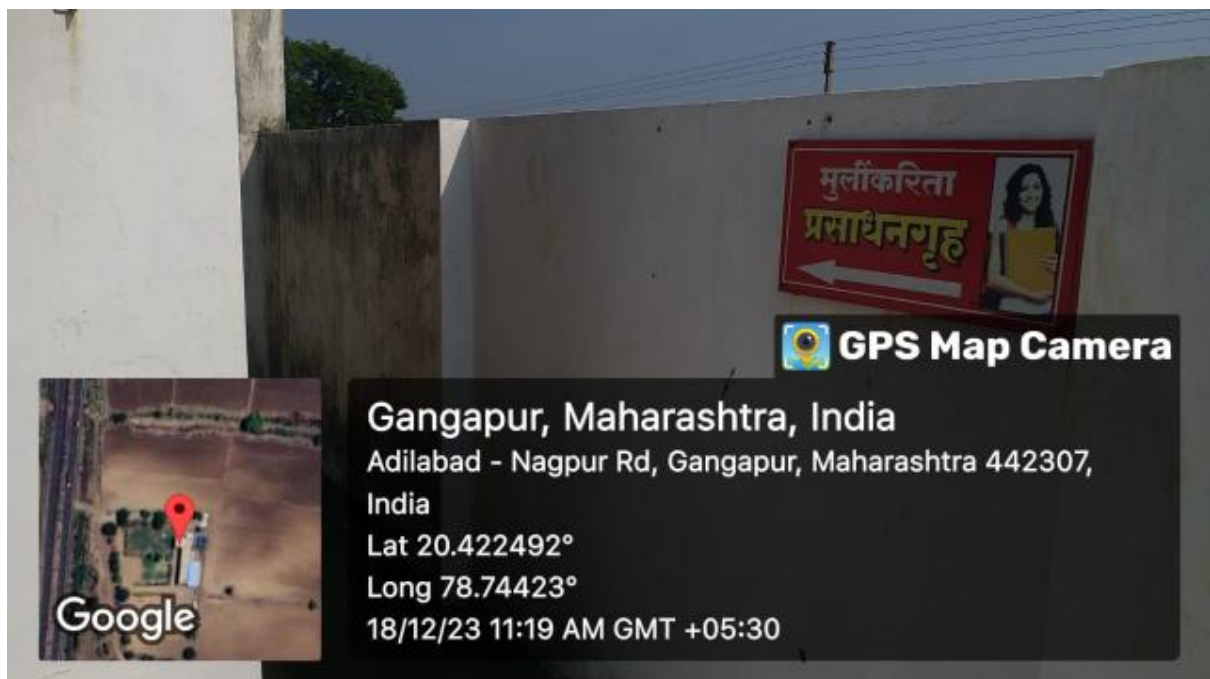 मुलींकरिता
प्रसाधनगृह
GPS Map Camera
Gangapur, Maharashtra, India
Adilabad - Nagpur Rd, Gangapur, Maharashtra 442307,
India
Lat 20.422492°
Long 78.74423°
18/12/23 11:19 AM GMT +05:30
Google